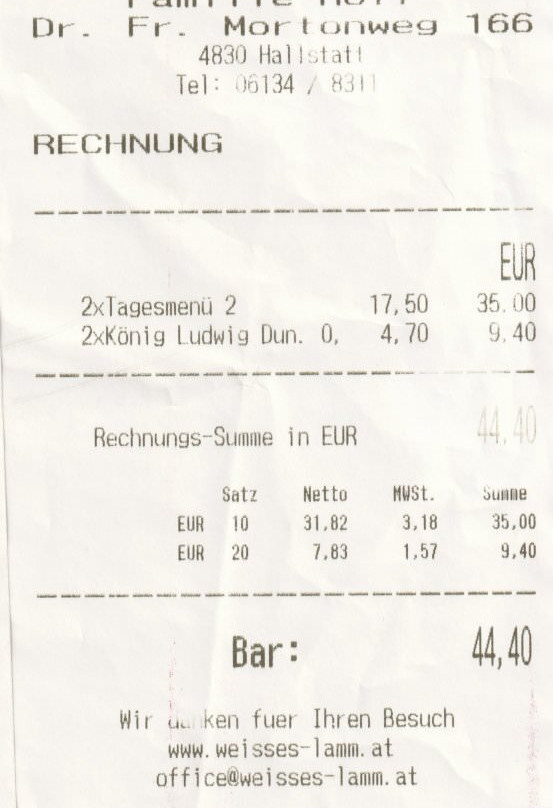 Familie
Dr. Fr. Mortonweg 166
4830 Hallstatt
Tel: 06134 / 8311
RECHNUNG
EUR
2xTagesmenü 2 17,50 35.00
2xKönig Ludwig Dun. 0, 4,70 9,40
Rechnungs-Summe in EUR 44,40
Satz Netto MWSt. Summe
EUR 10 31,82 3,18 35,00
EUR 20 7,83 1,57 9,40
Bar: 44,40
Wir danken fuer Ihren Besuch
www.weisses-lamm.at
office@weisses-lamm.at